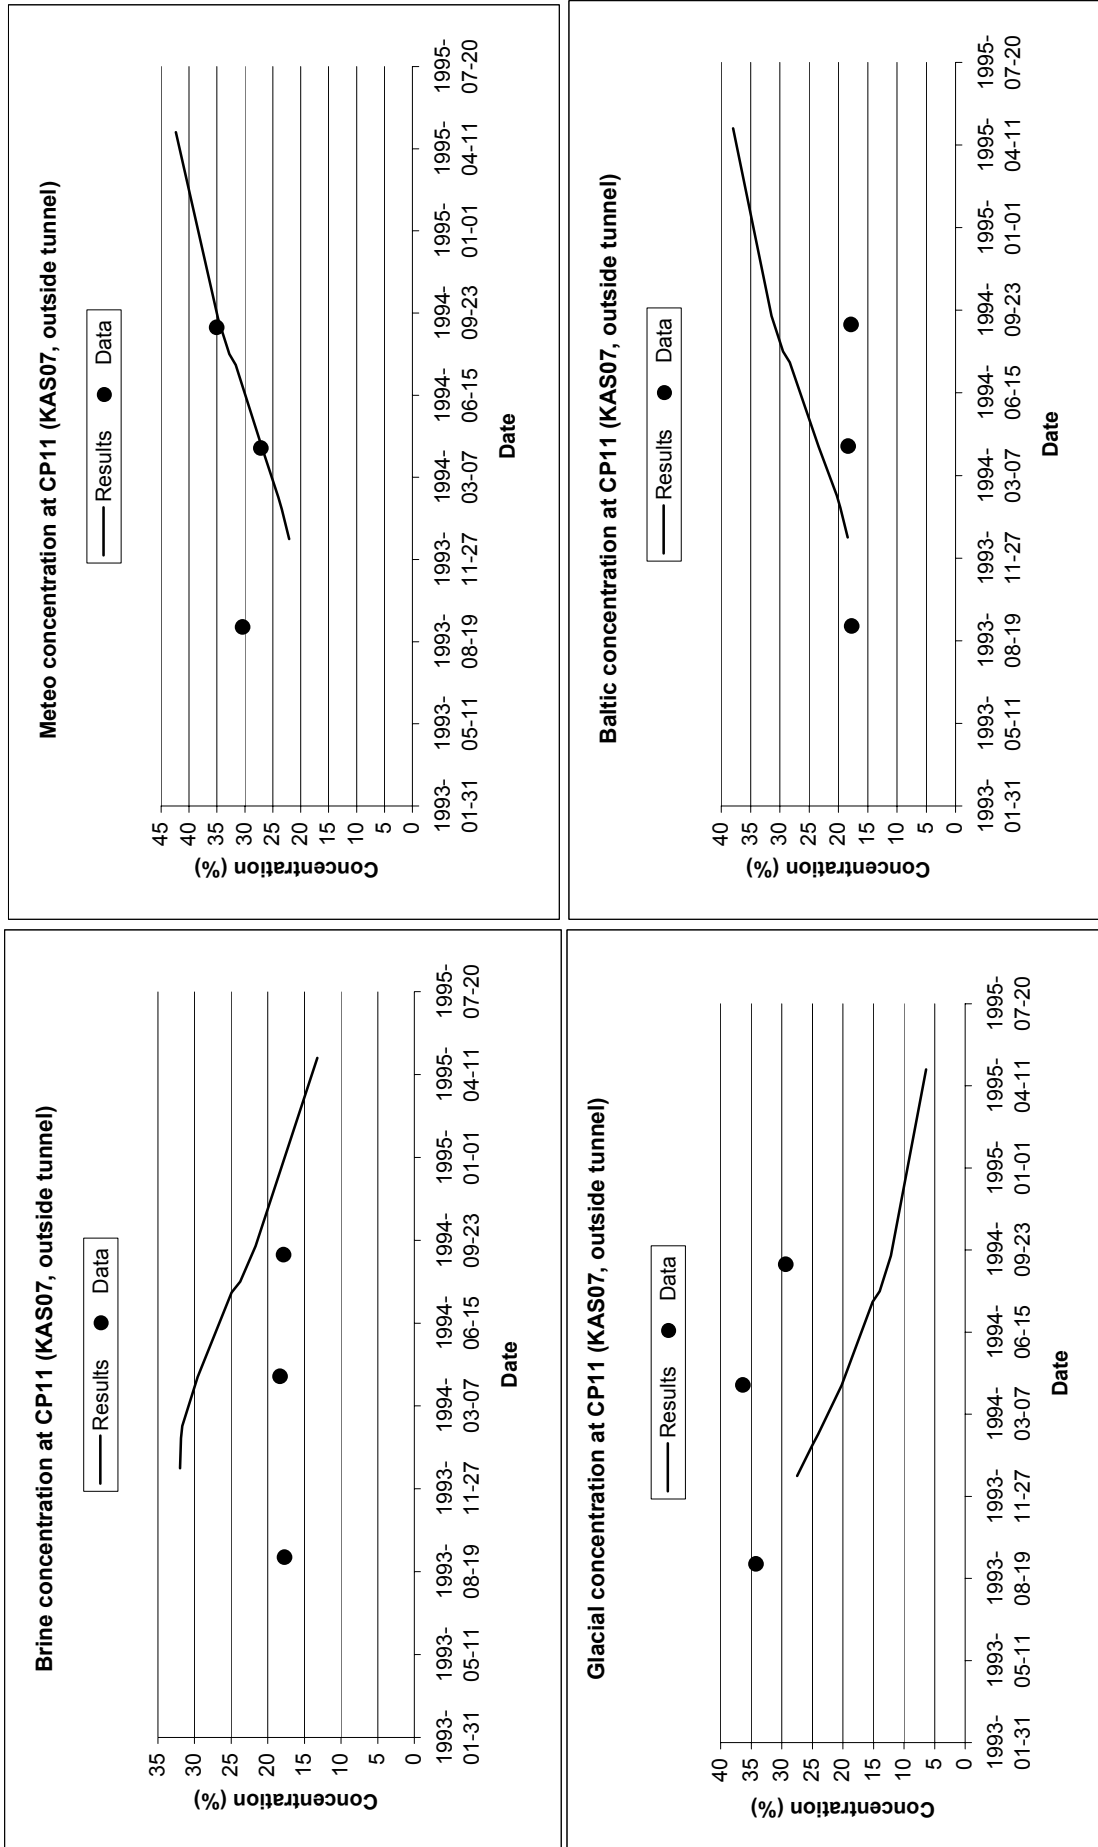 Brine concentration at CP11 (KAS07, outside tunnel)
Results Data
Concentration (%)
35
30
25
20
15
10
5
0
1993- 1993- 1993- 1993- 1994- 1994- 1994- 1995- 1995- 1995-
01-31 05-11 08-19 11-27 03-07 06-15 09-23 01-01 04-11 07-20
Date
Meteo concentration at CP11 (KAS07, outside tunnel)
Results Data
Concentration (%)
45
40
35
30
25
20
15
10
5
0
1993- 1993- 1993- 1993- 1994- 1994- 1994- 1995- 1995- 1995-
01-31 05-11 08-19 11-27 03-07 06-15 09-23 01-01 04-11 07-20
Date
Glacial concentration at CP11 (KAS07, outside tunnel)
Results Data
Concentration (%)
40
35
30
25
20
15
10
5
0
1993- 1993- 1993- 1993- 1994- 1994- 1994- 1995- 1995- 1995-
01-31 05-11 08-19 11-27 03-07 06-15 09-23 01-01 04-11 07-20
Date
Baltic concentration at CP11 (KAS07, outside tunnel)
Results Data
Concentration (%)
40
35
30
25
20
15
10
5
0
1993- 1993- 1993- 1993- 1994- 1994- 1994- 1995- 1995- 1995-
01-31 05-11 08-19 11-27 03-07 06-15 09-23 01-01 04-11 07-20
Date